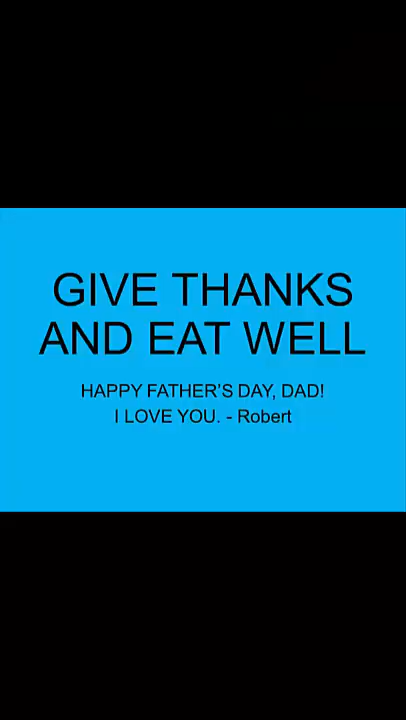 GIVE THANKS
AND EAT WELL
HAPPY FATHER’S DAY, DAD!
I LOVE YOU. - Robert